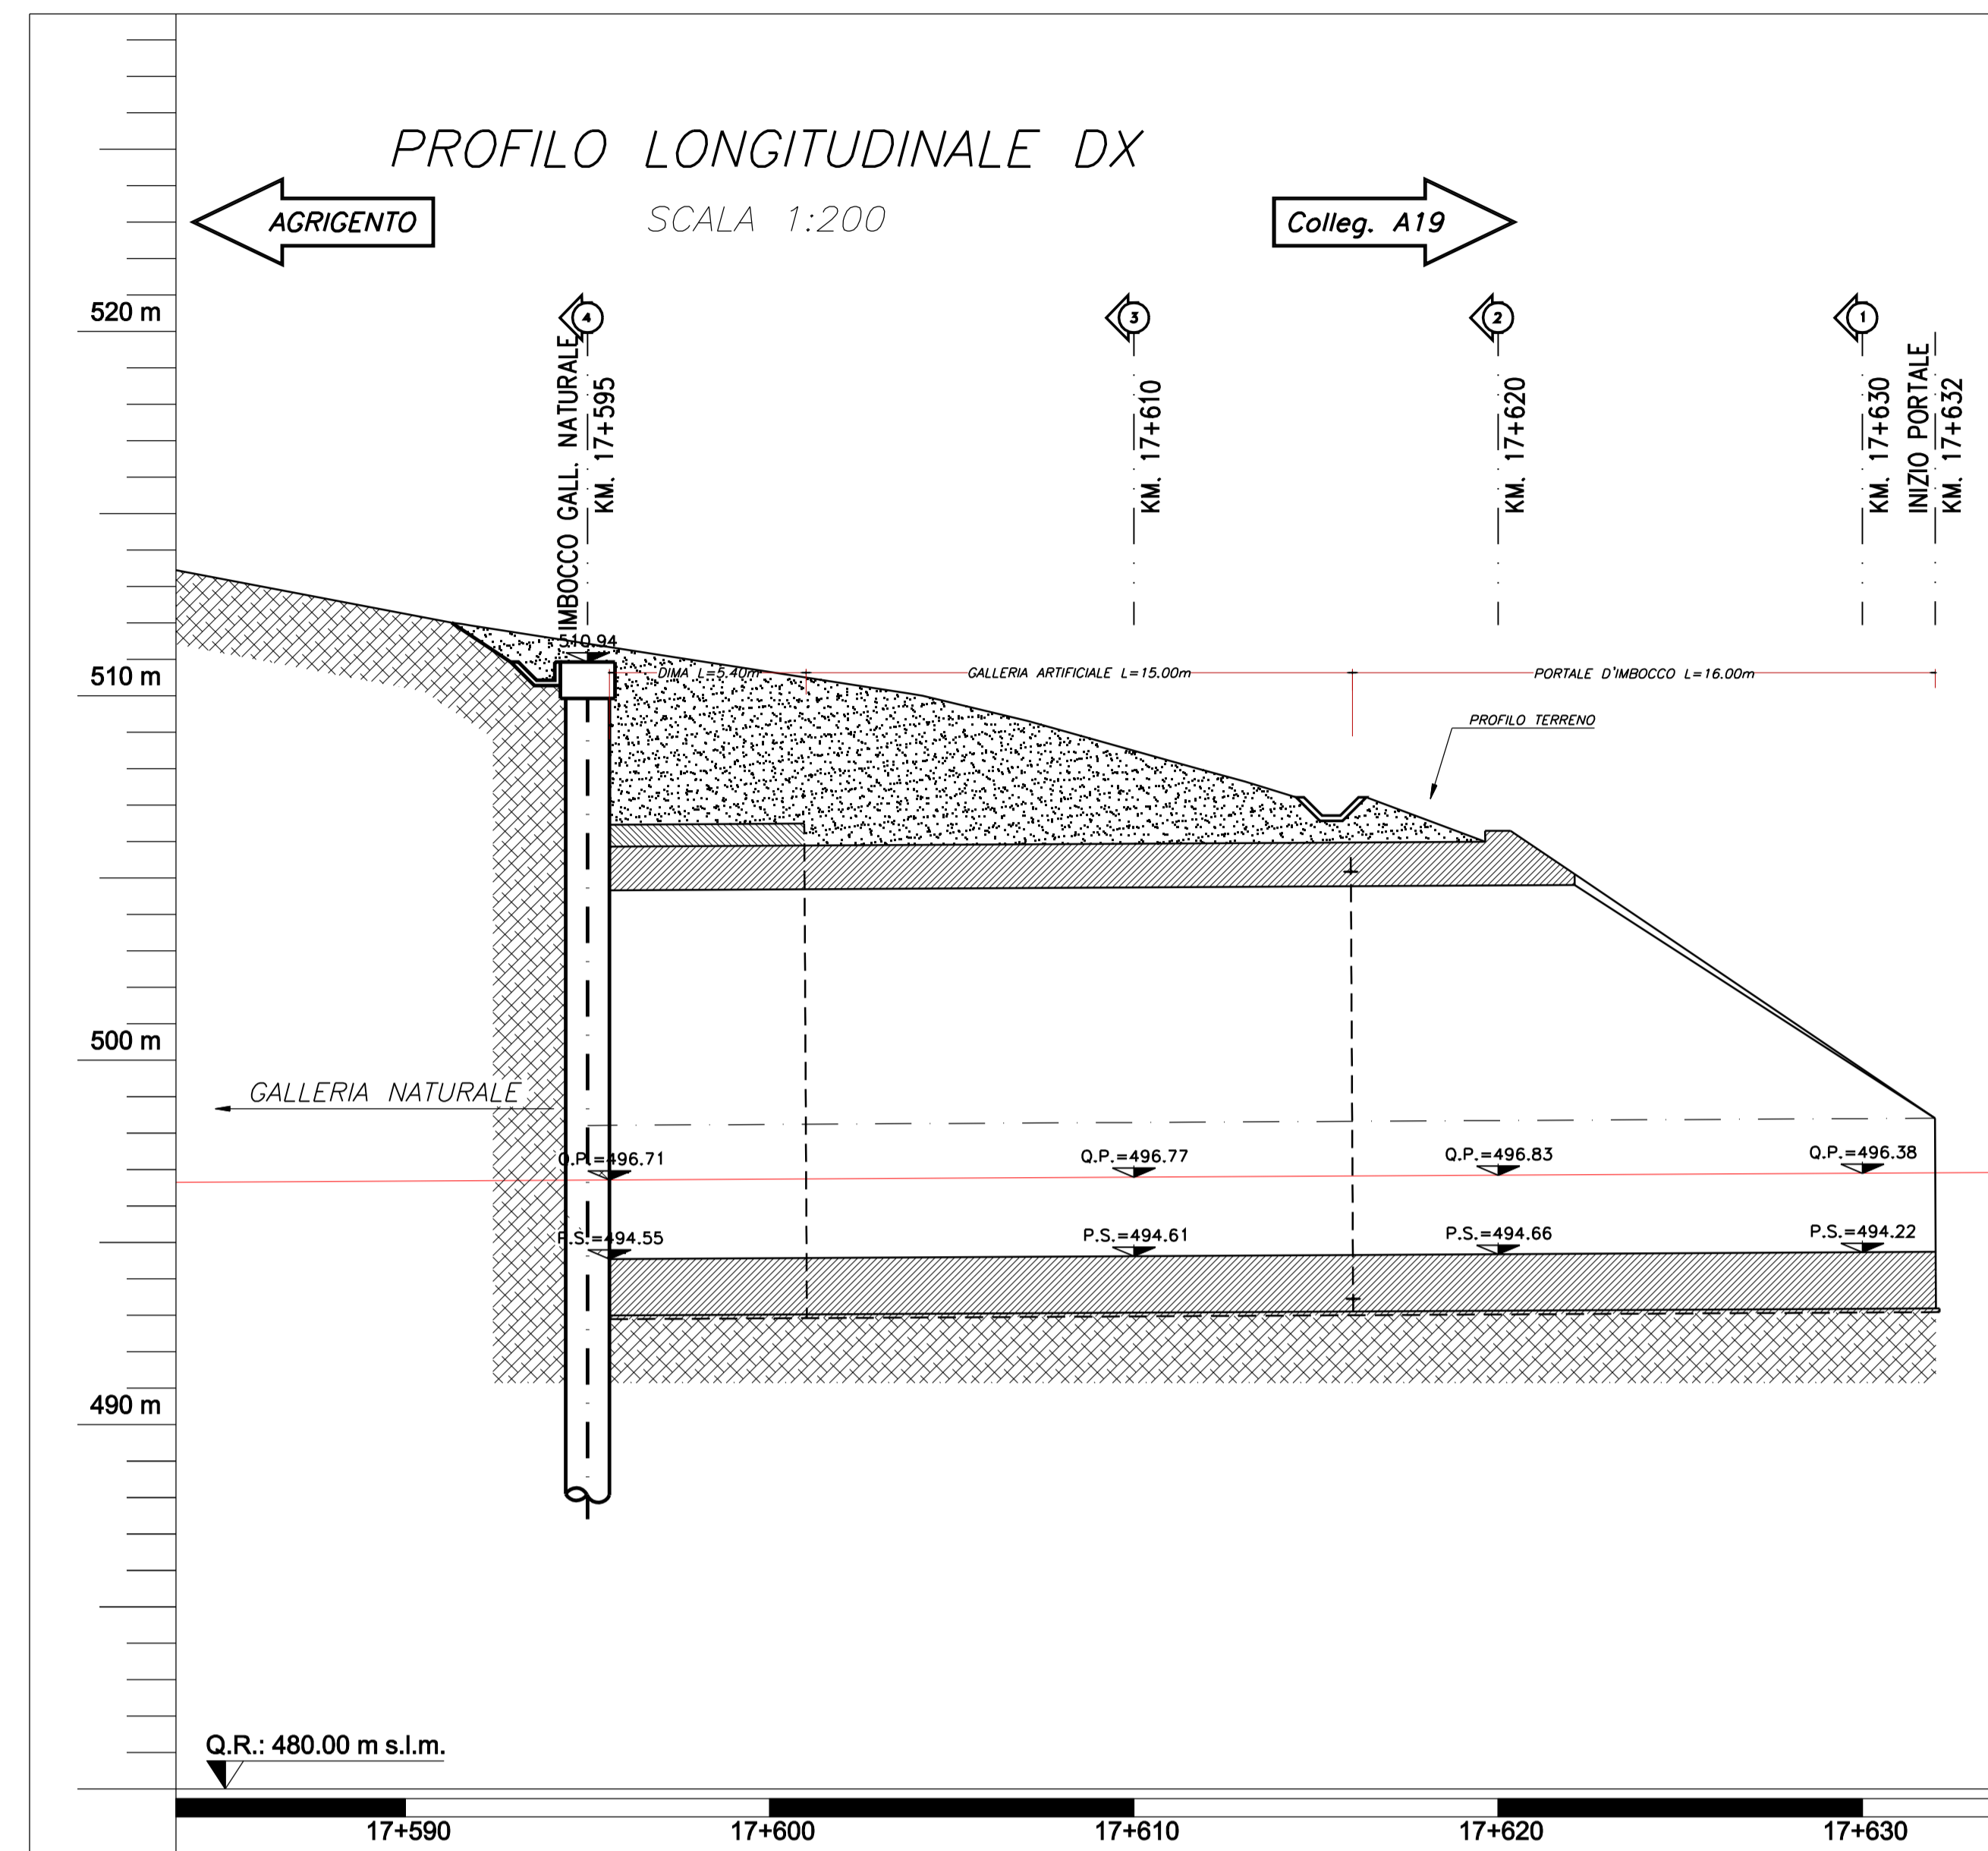 PROFILO LONGITUDINALE DX
AGRIGENTO
SCALA 1:200
Colleg. A19
520 m
4
3
2
1
IMBOCCO GALL. NATURALE
KM. 17+595
KM. 17+610
KM. 17+620
KM. 17+630
INIZIO PORTALE
KM. 17+632
510.94
510 m
DIMA L=5.40m
GALLERIA ARTIFICIALE L=15.00m
PORTALE D'IMBOCCO L=16.00m
PROFILO TERRENO
500 m
GALLERIA NATURALE
Q.P.=496.71
Q.P.=496.77
Q.P.=496.83
Q.P.=496.38
P.S.=494.55
P.S.=494.61
P.S.=494.66
P.S.=494.22
490 m
Q.R.: 480.00 m s.l.m.
17+590
17+600
17+610
17+620
17+630